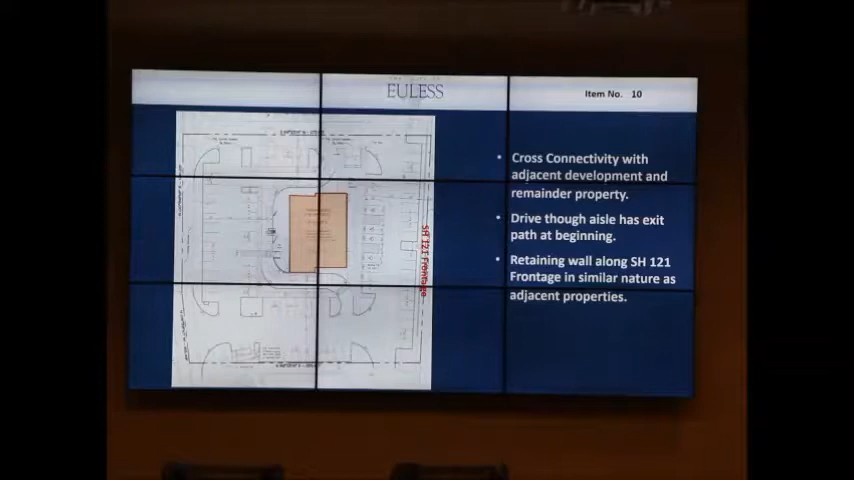 EULESS
Item No. 10
• Cross Connectivity with
adjacent development and
remainder property.
• Drive though aisle has exit
path at beginning.
• Retaining wall along SH 121
Frontage in similar nature as
adjacent properties.
SH 121 Frontage